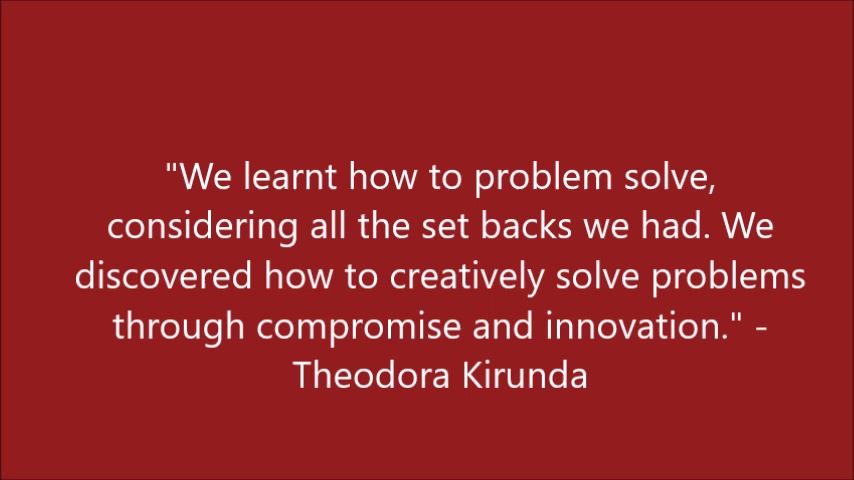 "We learnt how to problem solve,
considering all the set backs we had. We
discovered how to creatively solve problems
through compromise and innovation." -
Theodora Kirunda